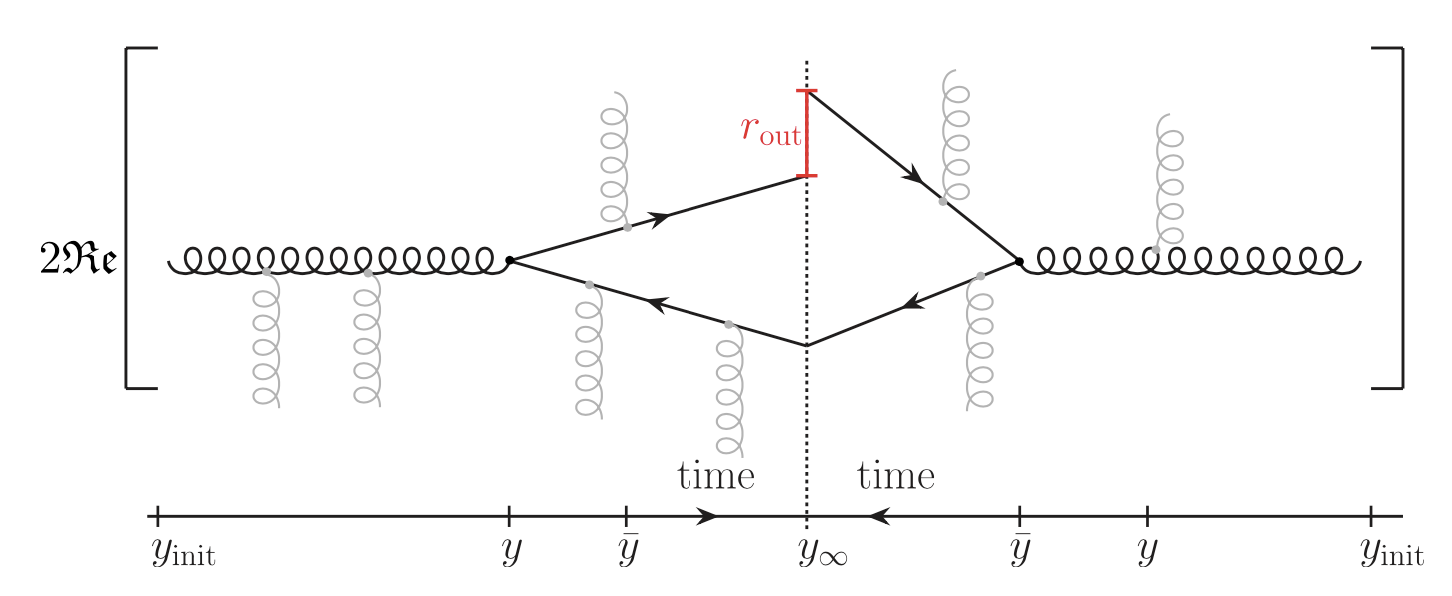 r_out
2ℜ𝔢
time time
y_init y ȳ y_∞ ȳ y y_init